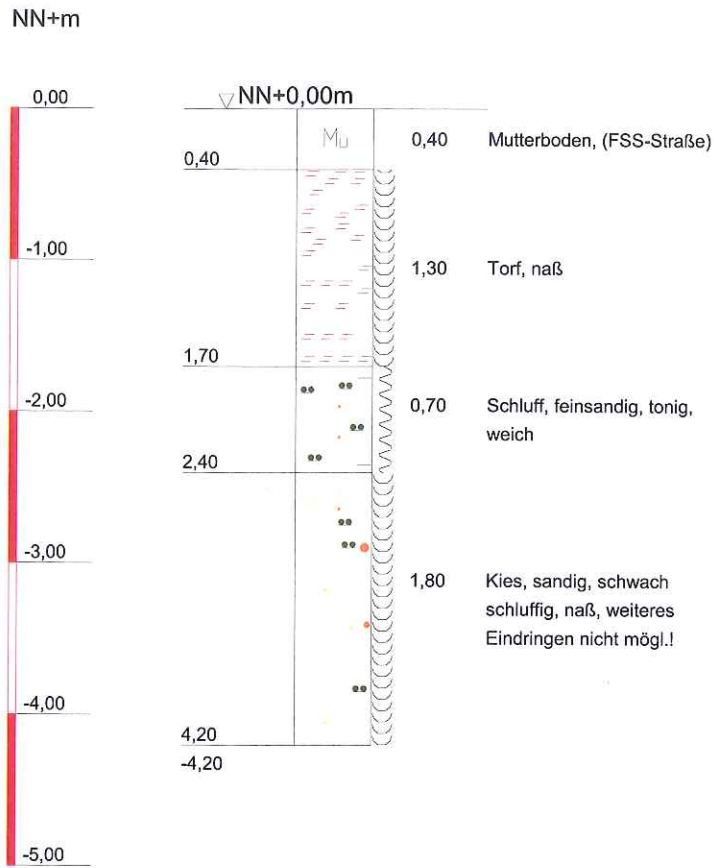 NN+m
0,00
NN+0,00m
Mu
0,40
Mutterboden, (FSS-Straße)
0,40
-1,00
1,30
Torf, naß
1,70
-2,00
0,70
Schluff, feinsandig, tonig,
weich
2,40
-3,00
1,80
Kies, sandig, schwach
schluffig, naß, weiteres
Eindringen nicht mögl.!
-4,00
4,20
-4,20
-5,00